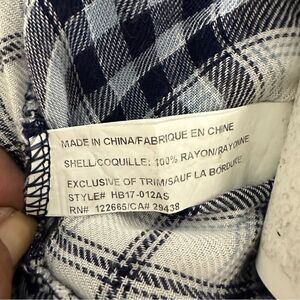 MADE IN CHINA/FABRIQUE EN CHINE
SHELL/COQUILLE: 100% RAYON/RAYONNE
EXCLUSIVE OF TRIM/SAUF LA BORDURE
STYLE# HB17-012AS
RN# 122665/CA# 29438